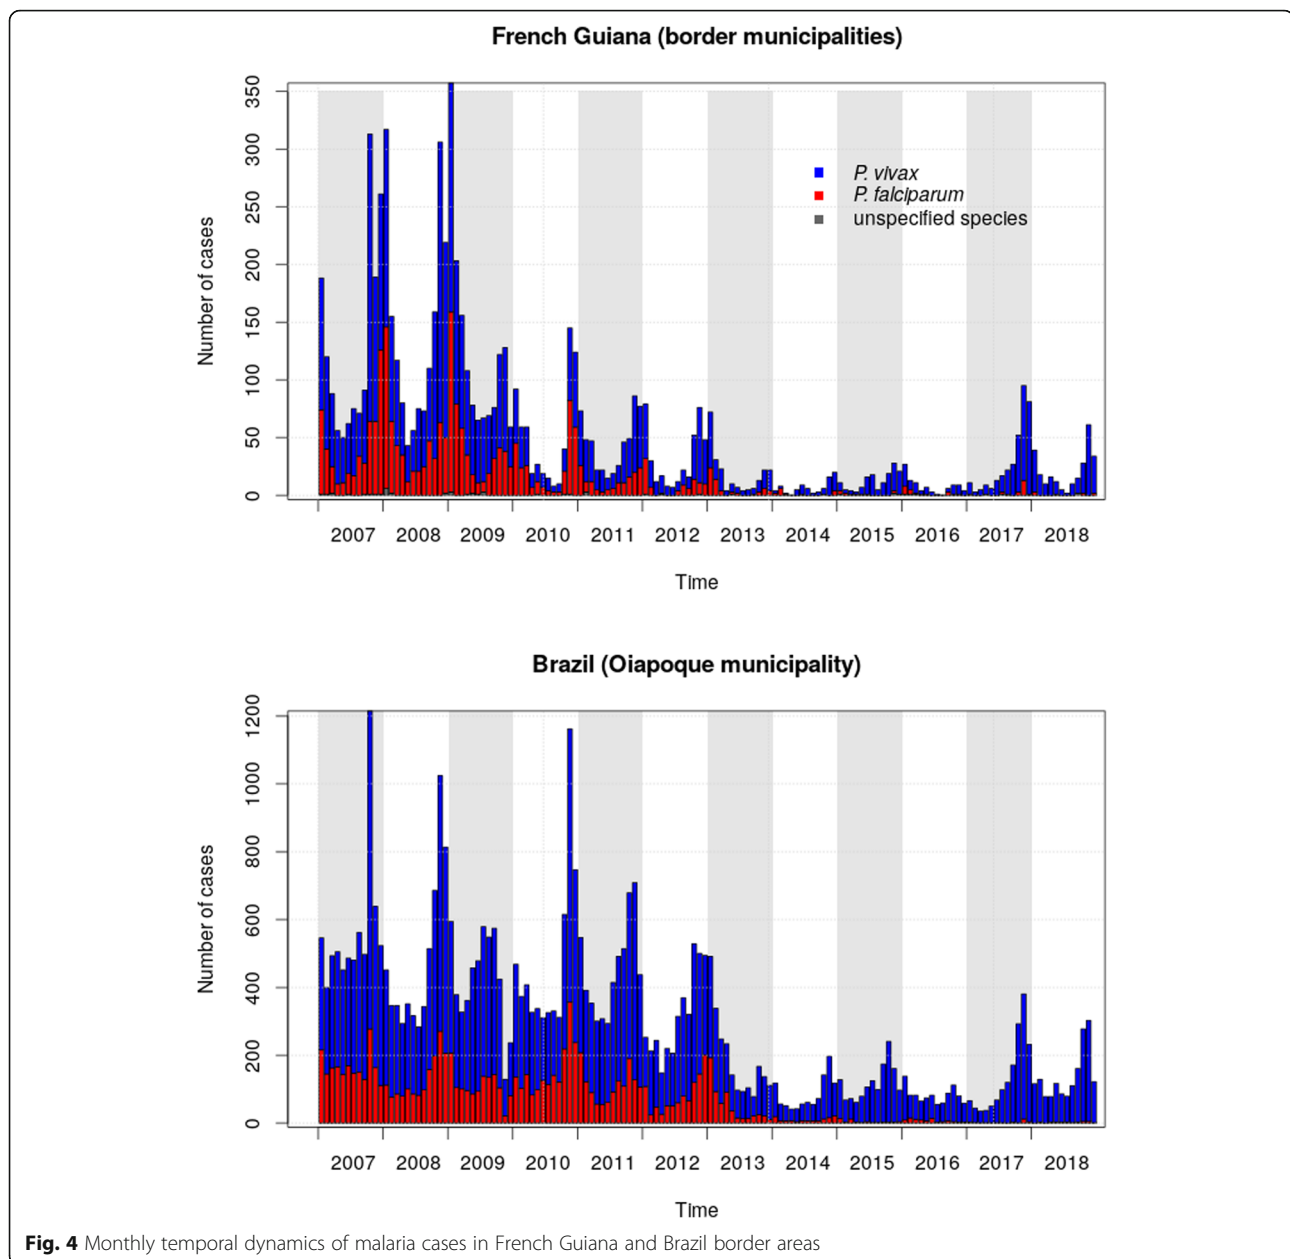 French Guiana (border municipalities)
350
300
250
200
150
100
50
0
Number of cases
P. vivax
P. falciparum
unspecified species
2007 2008 2009 2010 2011 2012 2013 2014 2015 2016 2017 2018
Time
Brazil (Oiapoque municipality)
1200
1000
800
600
400
200
0
Number of cases
2007 2008 2009 2010 2011 2012 2013 2014 2015 2016 2017 2018
Time
Fig. 4 Monthly temporal dynamics of malaria cases in French Guiana and Brazil border areas